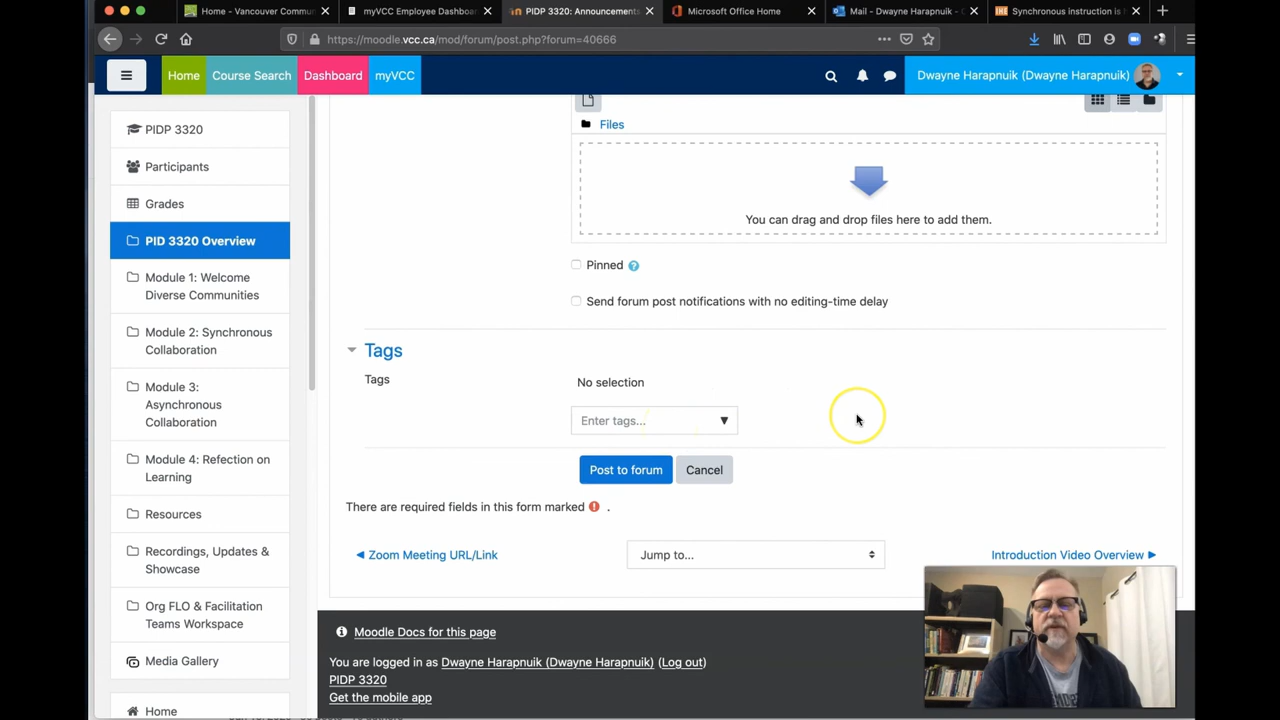 Home - Vancouver Community
myVCC Employee Dashboa
PIDP 3320: Announcements
Microsoft Office Home
Mail - Dwayne Harapnuik -
Synchronous instruction is
https://moodle.vcc.ca/mod/forum/post.php?forum=40666
Home
Course Search
Dashboard
myVCC
Dwayne Harapnuik (Dwayne Harapnuik)
PIDP 3320
Participants
Grades
PID 3320 Overview
Module 1: Welcome
Diverse Communities
Module 2: Synchronous
Collaboration
Module 3:
Asynchronous
Collaboration
Module 4: Refection on
Learning
Resources
Recordings, Updates &
Showcase
Org FLO & Facilitation
Teams Workspace
Media Gallery
Home
Files
You can drag and drop files here to add them.
Pinned
Send forum post notifications with no editing-time delay
Tags
Tags
No selection
Enter tags...
Post to forum
Cancel
There are required fields in this form marked .
Zoom Meeting URL/Link
Jump to...
Introduction Video Overview
Moodle Docs for this page
You are logged in as Dwayne Harapnuik (Dwayne Harapnuik) (Log out)
PIDP 3320
Get the mobile app